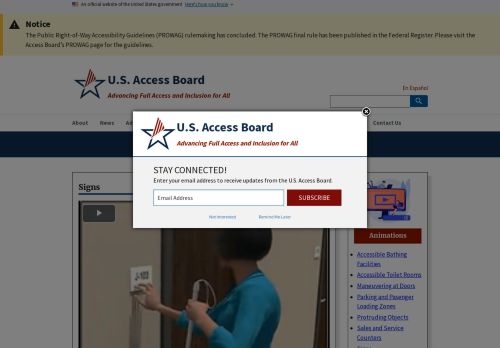 An official website of the United States government Here's how you know
Notice
The Public Right-of-Way Accessibility Guidelines (PROWAG) rulemaking has concluded. The PROWAG final rule has been published in the Federal Register. Please visit the
Access Board's PROWAG page for the guidelines.
U.S. Access Board
Advancing Full Access and Inclusion for All
En Español
About News Contact Us
U.S. Access Board
Advancing Full Access and Inclusion for All
STAY CONNECTED!
Enter your email address to receive updates from the U.S. Access Board.
Email Address SUBSCRIBE
Not Interested Remind Me Later
Signs
Animations
Accessible Bathing
Facilities
Accessible Toilet Rooms
Maneuvering at Doors
Parking and Passenger
Loading Zones
Protruding Objects
Sales and Service
Counters